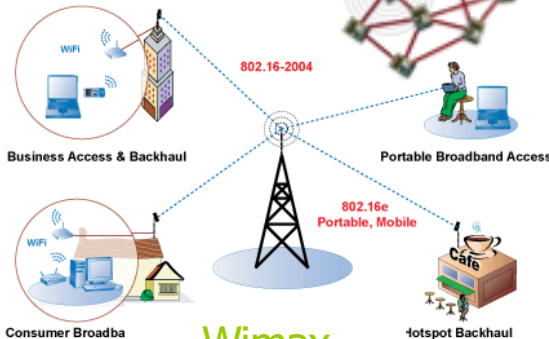 WiFi
802.16-2004
Business Access & Backhaul
Portable Broadband Access
802.16e
Portable, Mobile
WiFi
Cafe
Consumer Broadba
Wimax
Hotspot Backhaul